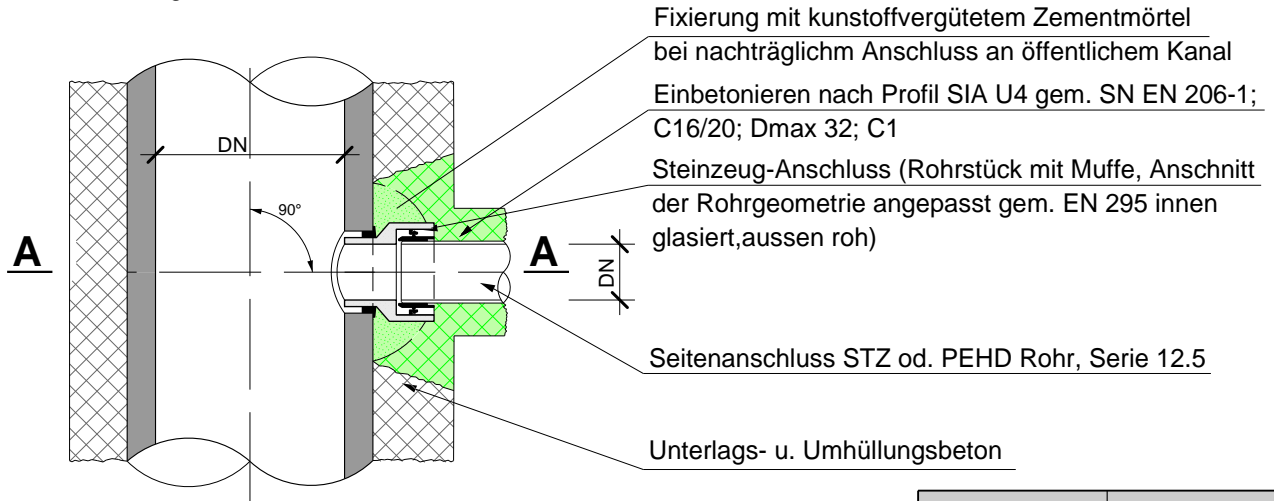 Fixierung mit kunstoffvergütetem Zementmörtel
bei nachträglichm Anschluss an öffentlichem Kanal
Einbetonieren nach Profil SIA U4 gem. SN EN 206-1;
C16/20; Dmax 32; C1
Steinzeug-Anschluss (Rohrstück mit Muffe, Anschnitt
der Rohrgeometrie angepasst gem. EN 295 innen
glasiert,aussen roh)
DN
90°
A
A
DN
Seitenanschluss STZ od. PEHD Rohr, Serie 12.5
Unterlags- u. Umhüllungsbeton